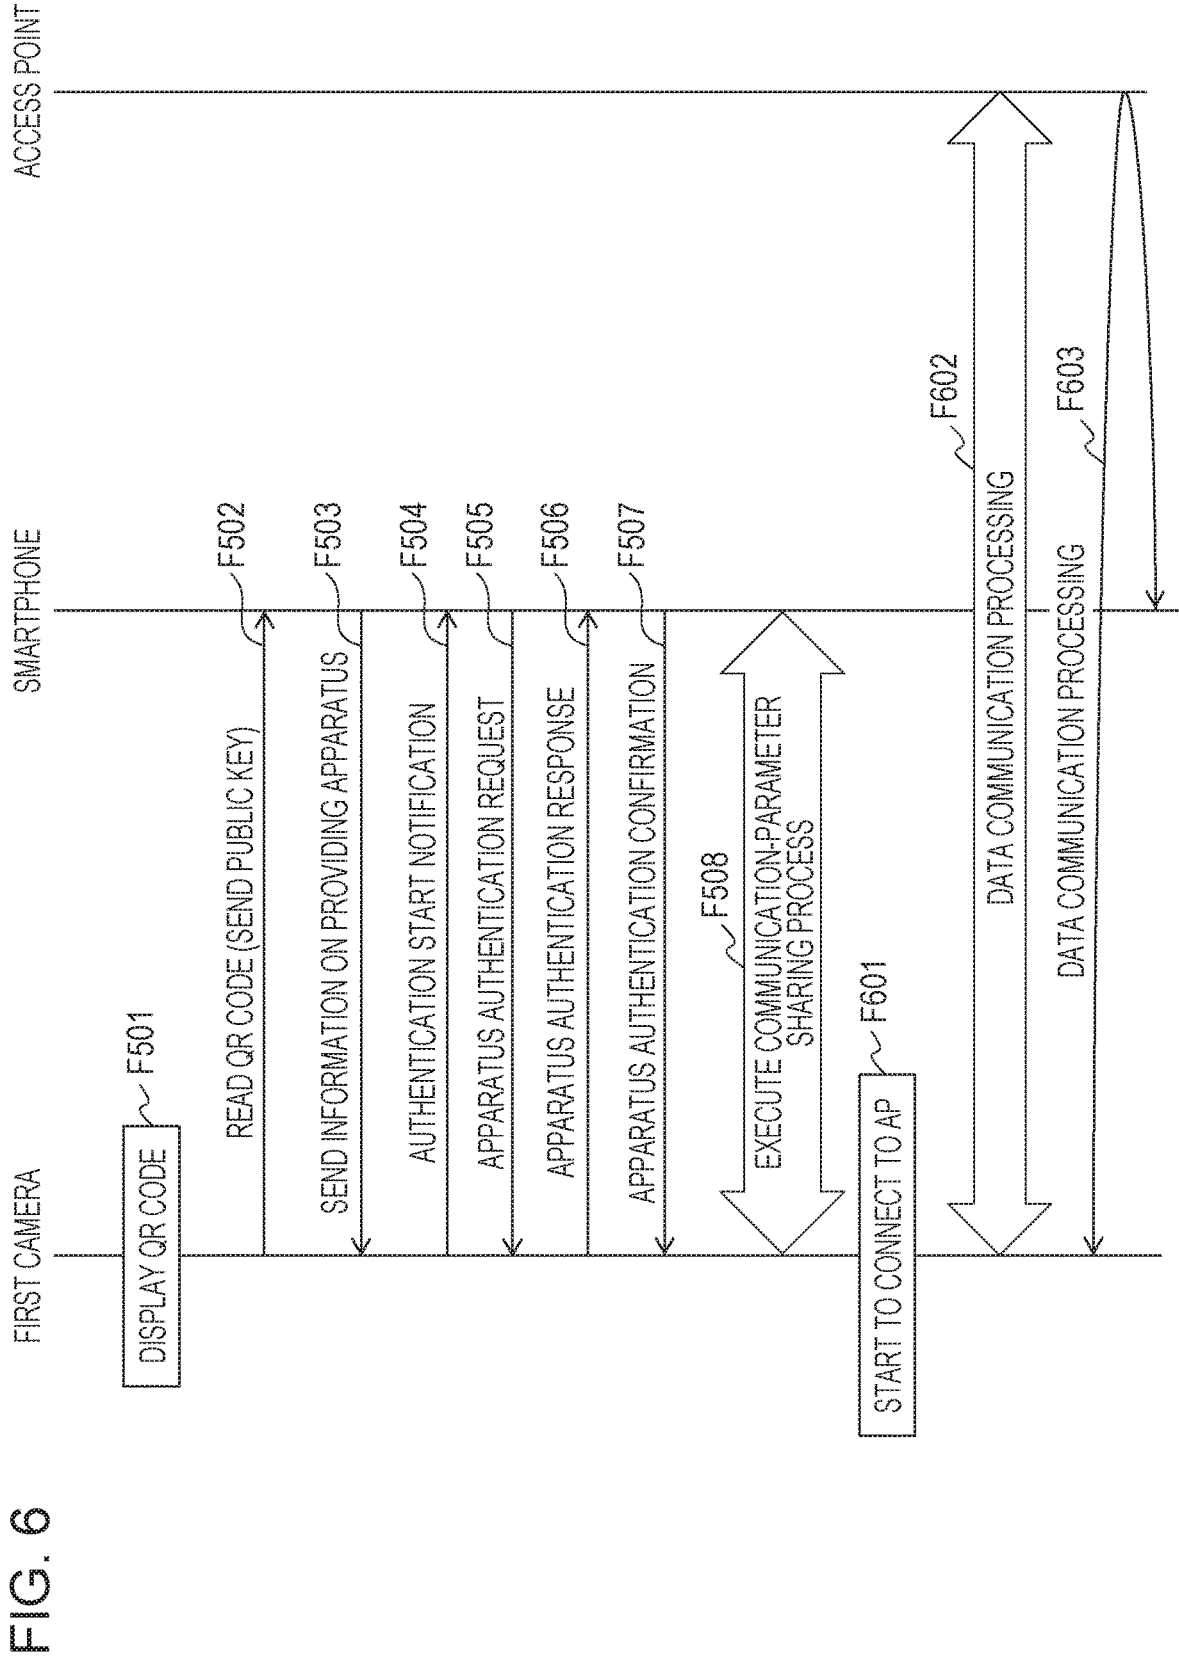 FIG. 6
FIRST CAMERA
SMARTPHONE
ACCESS POINT
DISPLAY QR CODE
F501
READ QR CODE (SEND PUBLIC KEY)
F502
SEND INFORMATION ON PROVIDING APPARATUS
F503
AUTHENTICATION START NOTIFICATION
F504
APPARATUS AUTHENTICATION REQUEST
F505
APPARATUS AUTHENTICATION RESPONSE
F506
APPARATUS AUTHENTICATION CONFIRMATION
F507
F508
EXECUTE COMMUNICATION-PARAMETER
SHARING PROCESS
START TO CONNECT TO AP
F601
F602
DATA COMMUNICATION PROCESSING
DATA COMMUNICATION PROCESSING
F603